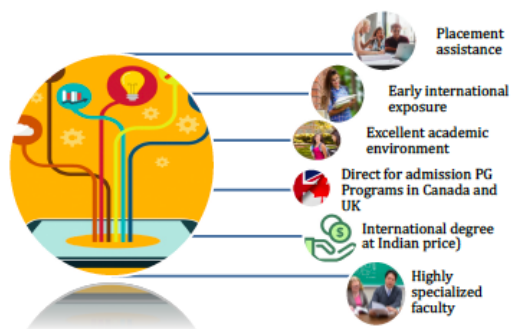 Placement
assistance
Early international
exposure
Excellent academic
environment
Direct for admission PG
Programs in Canada and
UK
International degree
at Indian price)
Highly
specialized
faculty